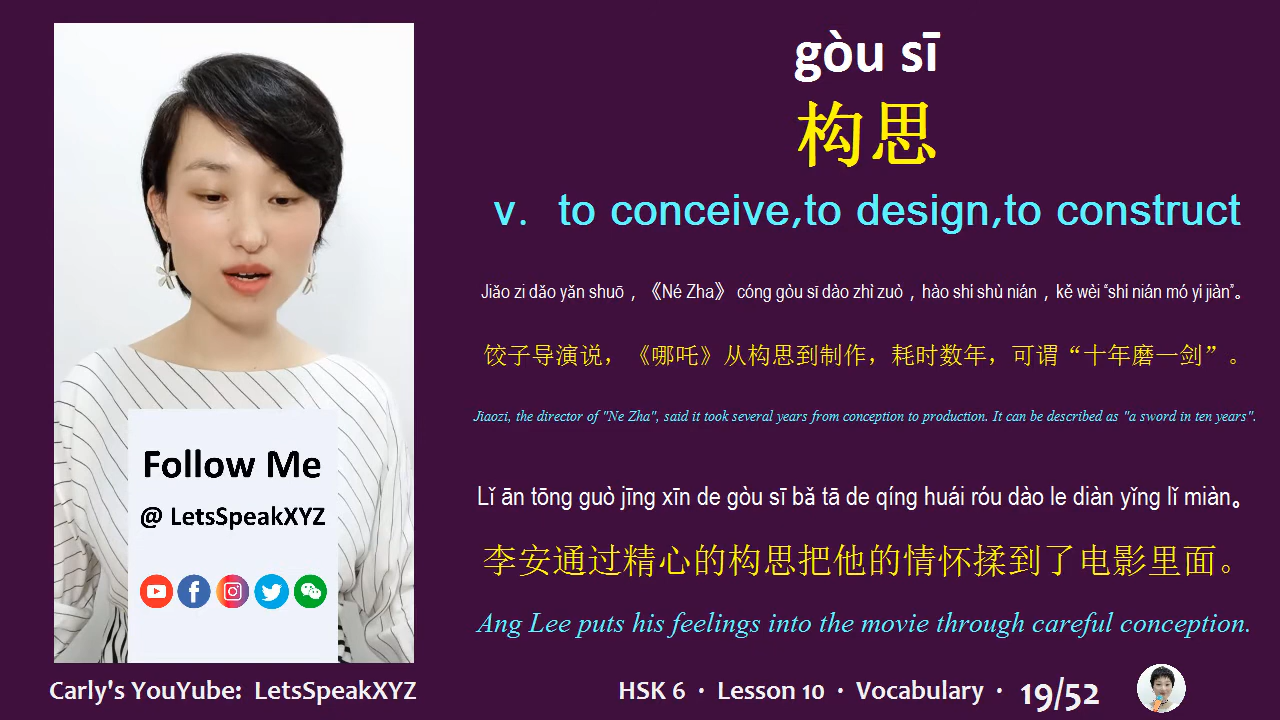 gòu sī
构思
v. to conceive,to design,to construct
Jiǎo zi dǎo yǎn shuō，《Né Zha》 cóng gòu sī dào zhì zuò，hào shí shù nián，kě wèi “shí nián mó yí jiàn”。
饺子导演说，《哪吒》从构思到制作，耗时数年，可谓“十年磨一剑”。
Jiaozi, the director of "Ne Zha", said it took several years from conception to production. It can be described as "a sword in ten years".
Lǐ ān tōng guò jīng xīn de gòu sī bǎ tā de qíng huái róu dào le diàn yǐng lǐ miàn。
李安通过精心的构思把他的情怀揉到了电影里面。
Ang Lee puts his feelings into the movie through careful conception.
Follow Me
@ LetsSpeakXYZ
Carly's YouYube: LetsSpeakXYZ
HSK 6 · Lesson 10 · Vocabulary · 19/52